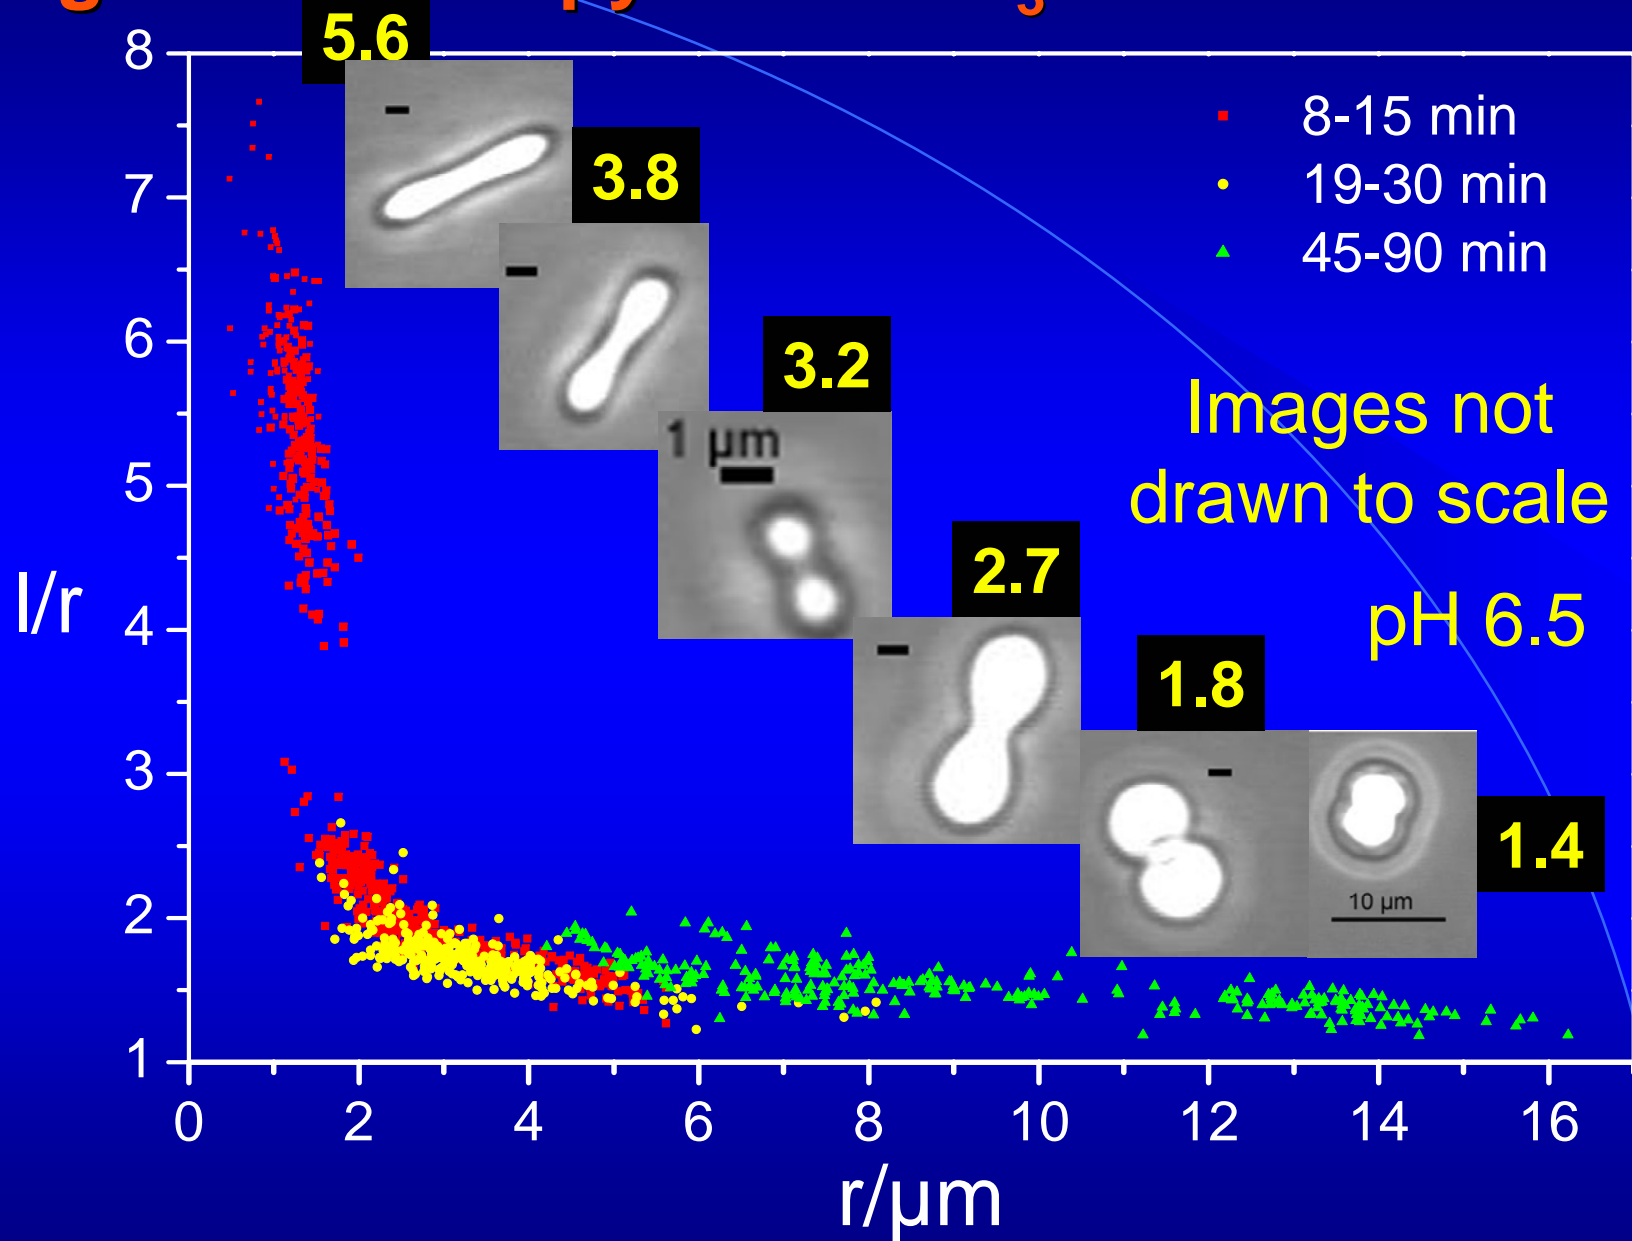 5.6
8
8-15 min
3.8
19-30 min
7
45-90 min
6
3.2
Images not
1 µm
drawn to scale
5
2.7
l/r
4
pH 6.5
1.8
3
1.4
10 µm
2
1
0 2 4 6 8 10 12 14 16
r/µm